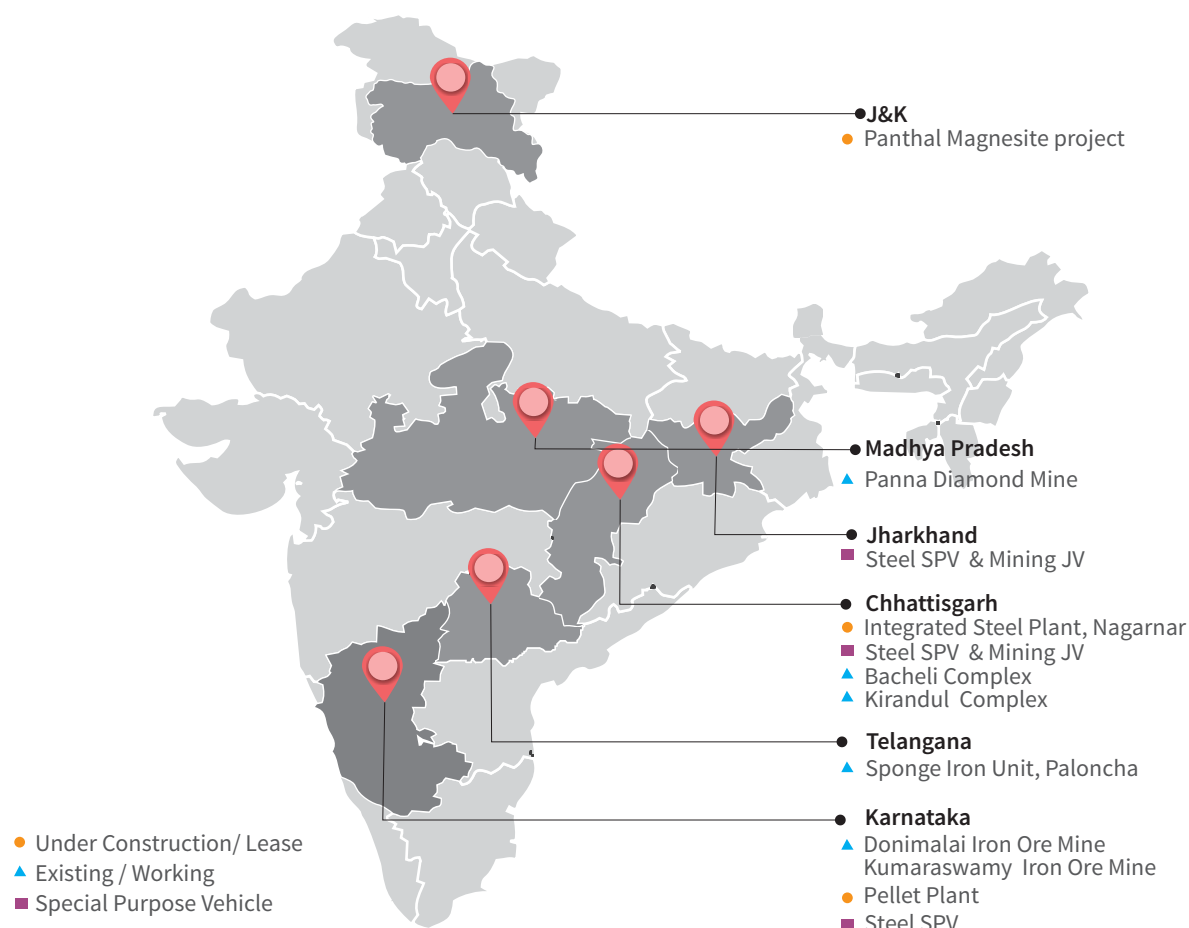 J&K
Panthal Magnesite project
Madhya Pradesh
Panna Diamond Mine
Jharkhand
Steel SPV & Mining JV
Chhattisgarh
Integrated Steel Plant, Nagarnar
Steel SPV & Mining JV
Bacheli Complex
Kirandul Complex
Telangana
Sponge Iron Unit, Paloncha
Karnataka
Donimalai Iron Ore Mine
Kumaraswamy Iron Ore Mine
Pellet Plant
Steel SPV
Under Construction/ Lease
Existing / Working
Special Purpose Vehicle